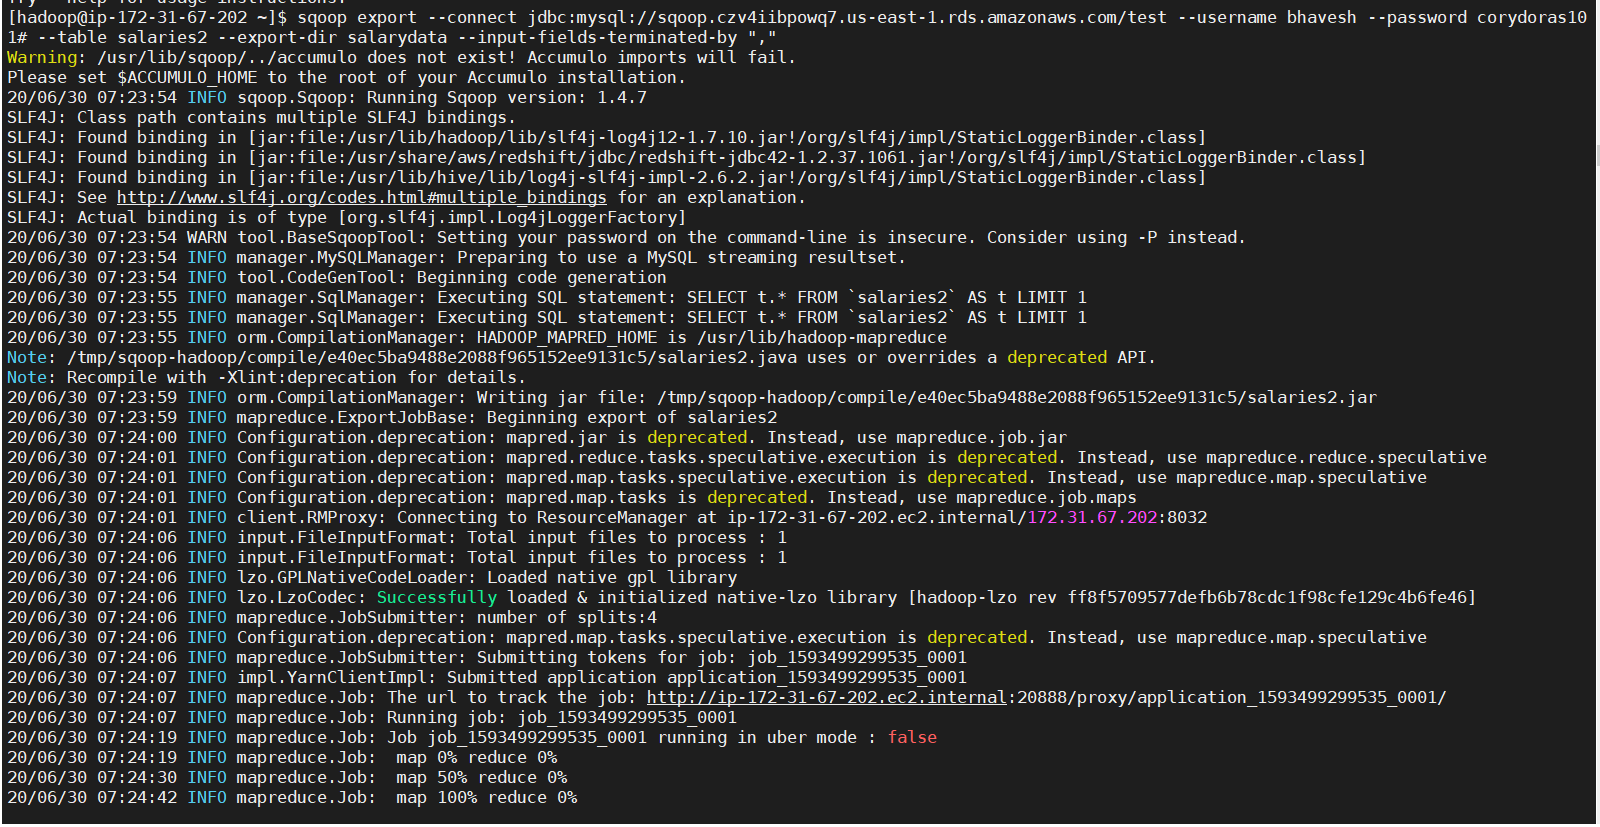 Try --help for usage instructions.
[hadoop@ip-172-31-67-202 ~]$ sqoop export --connect jdbc:mysql://sqoop.czv4iibpowq7.us-east-1.rds.amazonaws.com/test --username bhavesh --password corydoras10
1# --table salaries2 --export-dir salarydata --input-fields-terminated-by ","
Warning: /usr/lib/sqoop/../accumulo does not exist! Accumulo imports will fail.
Please set $ACCUMULO_HOME to the root of your Accumulo installation.
20/06/30 07:23:54 INFO sqoop.Sqoop: Running Sqoop version: 1.4.7
SLF4J: Class path contains multiple SLF4J bindings.
SLF4J: Found binding in [jar:file:/usr/lib/hadoop/lib/slf4j-log4j12-1.7.10.jar!/org/slf4j/impl/StaticLoggerBinder.class]
SLF4J: Found binding in [jar:file:/usr/share/aws/redshift/jdbc/redshift-jdbc42-1.2.37.1061.jar!/org/slf4j/impl/StaticLoggerBinder.class]
SLF4J: Found binding in [jar:file:/usr/lib/hive/lib/log4j-slf4j-impl-2.6.2.jar!/org/slf4j/impl/StaticLoggerBinder.class]
SLF4J: See http://www.slf4j.org/codes.html#multiple_bindings for an explanation.
SLF4J: Actual binding is of type [org.slf4j.impl.Log4jLoggerFactory]
20/06/30 07:23:54 WARN tool.BaseSqoopTool: Setting your password on the command-line is insecure. Consider using -P instead.
20/06/30 07:23:54 INFO manager.MySQLManager: Preparing to use a MySQL streaming resultset.
20/06/30 07:23:54 INFO tool.CodeGenTool: Beginning code generation
20/06/30 07:23:55 INFO manager.SqlManager: Executing SQL statement: SELECT t.* FROM `salaries2` AS t LIMIT 1
20/06/30 07:23:55 INFO manager.SqlManager: Executing SQL statement: SELECT t.* FROM `salaries2` AS t LIMIT 1
20/06/30 07:23:55 INFO orm.CompilationManager: HADOOP_MAPRED_HOME is /usr/lib/hadoop-mapreduce
Note: /tmp/sqoop-hadoop/compile/e40ec5ba9488e2088f965152ee9131c5/salaries2.java uses or overrides a deprecated API.
Note: Recompile with -Xlint:deprecation for details.
20/06/30 07:23:59 INFO orm.CompilationManager: Writing jar file: /tmp/sqoop-hadoop/compile/e40ec5ba9488e2088f965152ee9131c5/salaries2.jar
20/06/30 07:23:59 INFO mapreduce.ExportJobBase: Beginning export of salaries2
20/06/30 07:24:00 INFO Configuration.deprecation: mapred.jar is deprecated. Instead, use mapreduce.job.jar
20/06/30 07:24:01 INFO Configuration.deprecation: mapred.reduce.tasks.speculative.execution is deprecated. Instead, use mapreduce.reduce.speculative
20/06/30 07:24:01 INFO Configuration.deprecation: mapred.map.tasks.speculative.execution is deprecated. Instead, use mapreduce.map.speculative
20/06/30 07:24:01 INFO Configuration.deprecation: mapred.map.tasks is deprecated. Instead, use mapreduce.job.maps
20/06/30 07:24:01 INFO client.RMProxy: Connecting to ResourceManager at ip-172-31-67-202.ec2.internal/172.31.67.202:8032
20/06/30 07:24:06 INFO input.FileInputFormat: Total input files to process : 1
20/06/30 07:24:06 INFO input.FileInputFormat: Total input files to process : 1
20/06/30 07:24:06 INFO lzo.GPLNativeCodeLoader: Loaded native gpl library
20/06/30 07:24:06 INFO lzo.LzoCodec: Successfully loaded & initialized native-lzo library [hadoop-lzo rev ff8f5709577defb6b78cdc1f98cfe129c4b6fe46]
20/06/30 07:24:06 INFO mapreduce.JobSubmitter: number of splits:4
20/06/30 07:24:06 INFO Configuration.deprecation: mapred.map.tasks.speculative.execution is deprecated. Instead, use mapreduce.map.speculative
20/06/30 07:24:06 INFO mapreduce.JobSubmitter: Submitting tokens for job: job_1593499299535_0001
20/06/30 07:24:07 INFO impl.YarnClientImpl: Submitted application application_1593499299535_0001
20/06/30 07:24:07 INFO mapreduce.Job: The url to track the job: http://ip-172-31-67-202.ec2.internal:20888/proxy/application_1593499299535_0001/
20/06/30 07:24:07 INFO mapreduce.Job: Running job: job_1593499299535_0001
20/06/30 07:24:19 INFO mapreduce.Job: Job job_1593499299535_0001 running in uber mode : false
20/06/30 07:24:19 INFO mapreduce.Job:  map 0% reduce 0%
20/06/30 07:24:30 INFO mapreduce.Job:  map 50% reduce 0%
20/06/30 07:24:42 INFO mapreduce.Job:  map 100% reduce 0%